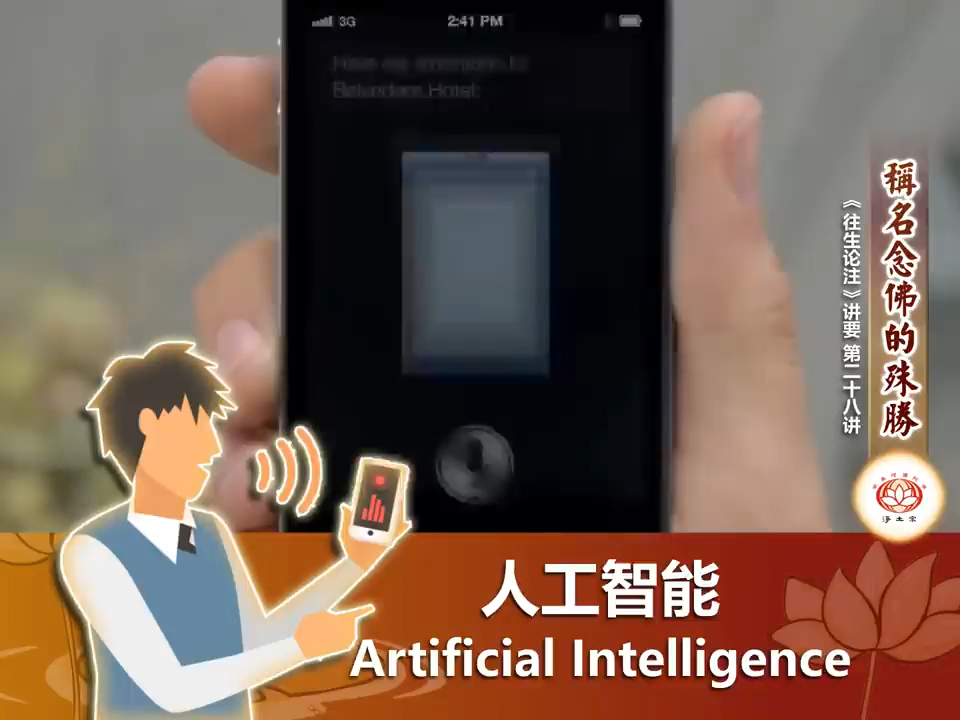 3G
2:41 PM
稱名念佛的殊勝
《往生论注》讲要 第二十八讲
净土宗
人工智能
Artificial Intelligence